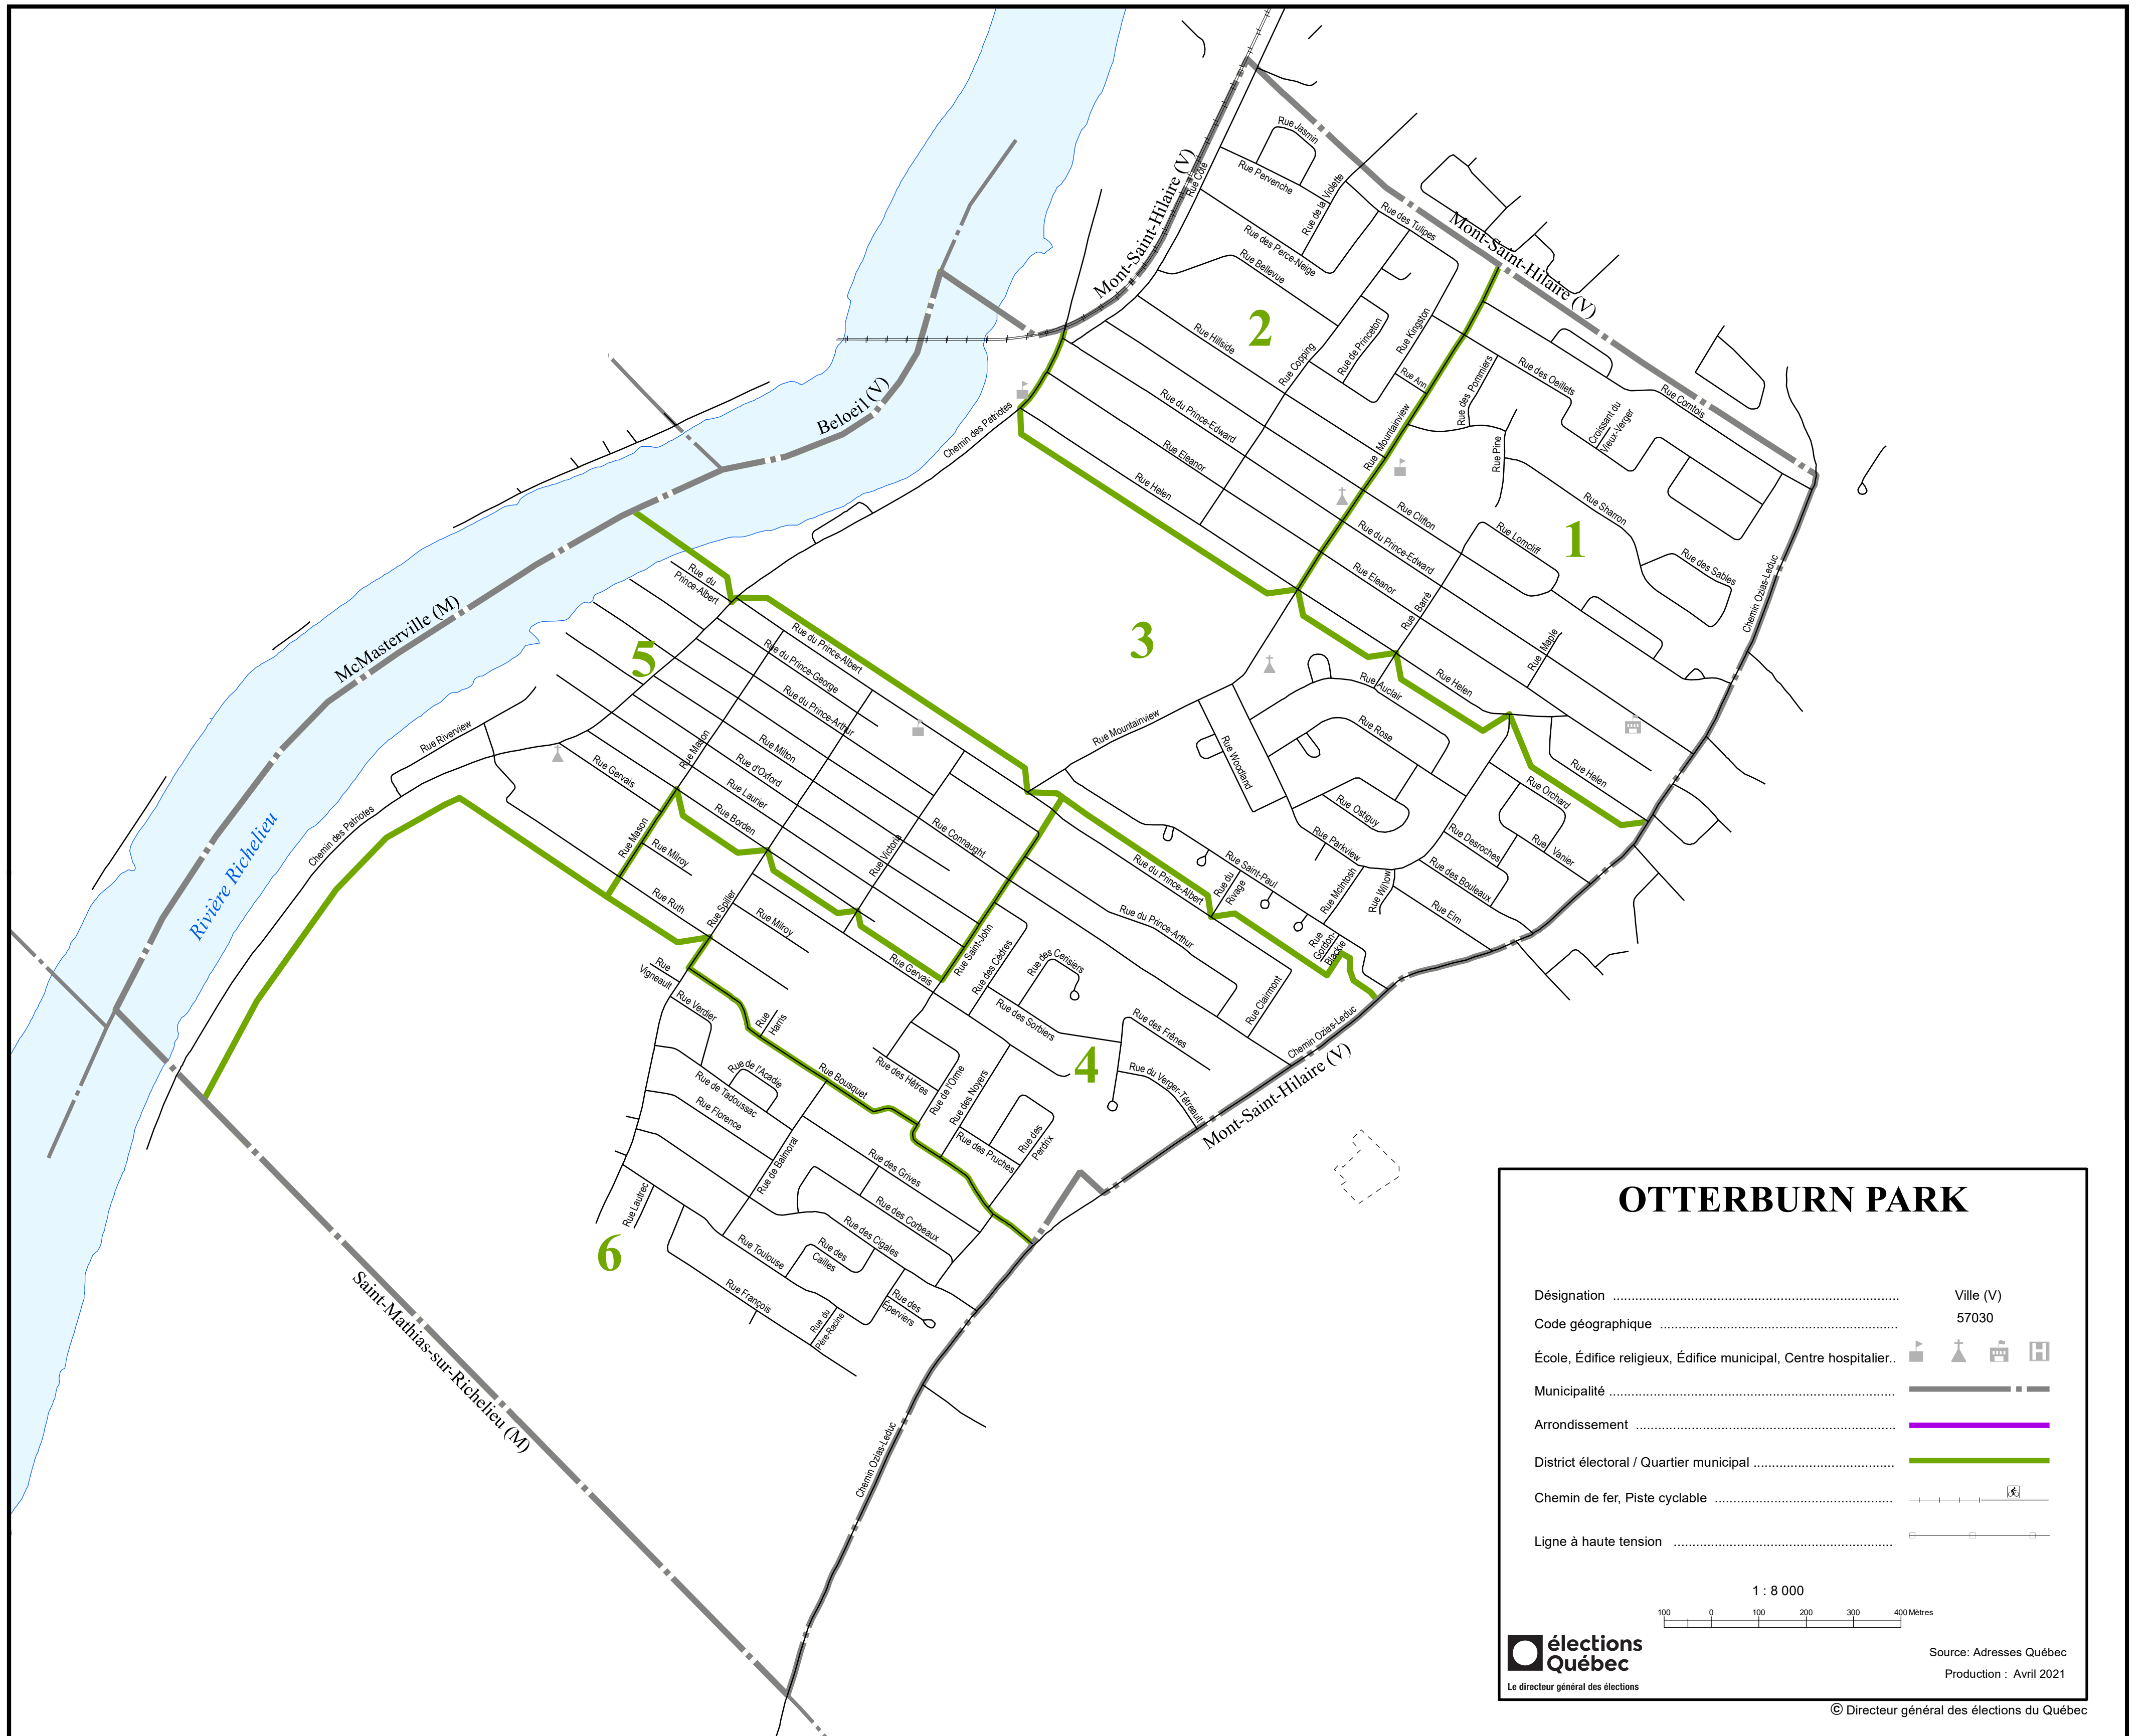 Rue Jasmin
Rue Pervenche
Rue Côté
Rue de la Violette
Mont-Saint-Hilaire (V)
Rue des Tulipes
Mont-Saint-Hilaire (V)
Rue des Perce-Neige
Rue Bellevue
2
Rue Hillside
Rue Copping
Rue de Princeton
Rue Kingston
Rue Ann
Rue Mountainview
Rue des Pommiers
Rue des Oeillets
Rue Comtois
Croissant du
Vieux-Verger
Rue Pine
Beloeil (V)
Chemin des Patriotes
Rue du Prince-Edward
Rue Eleanor
Rue Helen
Rue Clifton
Rue Sharron
Rue Lorncliff
1
Rue du Prince-Edward
Rue Eleanor
Rue des Sables
Rue Barré
Rue Maple
Chemin Ozias-Leduc
McMasterville (M)
Rue du
Prince-Albert
5
3
Rue du Prince-Albert
Rue du Prince-George
Rue du Prince-Arthur
Rue Auclair
Rue Helen
Rue Rose
Rue Mountainview
Rue Woodland
Rue Riverview
Rue Mason
Rue Milton
Rue d'Oxford
Rue Laurier
Rue Borden
Rue Gervais
Rue Helen
Rue Orchard
Rue Ostiguy
Rue Desroches
Rue Vanier
Rue des Bouleaux
Rue Parkview
Rue Elm
Rue Willow
Rue McIntosh
Rue Saint-Paul
Rue du
Rivage
Rue
Gordon-
Blackie
Rivière Richelieu
Chemin des Patriotes
Rue Mason
Rue Milroy
Rue Ruth
Rue Spiller
Rue Milroy
Rue Victoria
Rue Connaught
Rue du Prince-Albert
Rue du Prince-Arthur
Rue Gervais
Rue Saint-John
Rue des Cèdres
Rue des Cerisiers
Rue des Sorbiers
Rue Clairmont
Rue des Frênes
Chemin Ozias-Leduc
Mont-Saint-Hilaire (V)
4
Rue du Verger-Tétreault
Rue
Vigneault
Rue Verdier
Rue
Harris
Rue Bousquet
Rue des Hêtres
Rue de l'Orme
Rue des Noyers
Rue des Pruches
Rue des
Perdrix
Rue de l'Acadie
Rue de Tadoussac
Rue Florence
Rue de Balmoral
Rue des Grives
Rue des Corbeaux
Rue des Cigales
Rue Lautrec
6
Rue Toulouse
Rue des
Cailles
Rue François
Rue du
Père-Racine
Rue des
Éperviers
Saint-Mathias-sur-Richelieu (M)
Chemin Ozias-Leduc
OTTERBURN PARK
Désignation ........ Ville (V)
Code géographique ........ 57030
École, Édifice religieux, Édifice municipal, Centre hospitalier..
H
Municipalité ........
Arrondissement ........
District électoral / Quartier municipal ........
Chemin de fer, Piste cyclable ........
Ligne à haute tension ........
1 : 8 000
100 0 100 200 300 400 Mètres
élections
Québec
Le directeur général des élections
Source: Adresses Québec
Production : Avril 2021
© Directeur général des élections du Québec